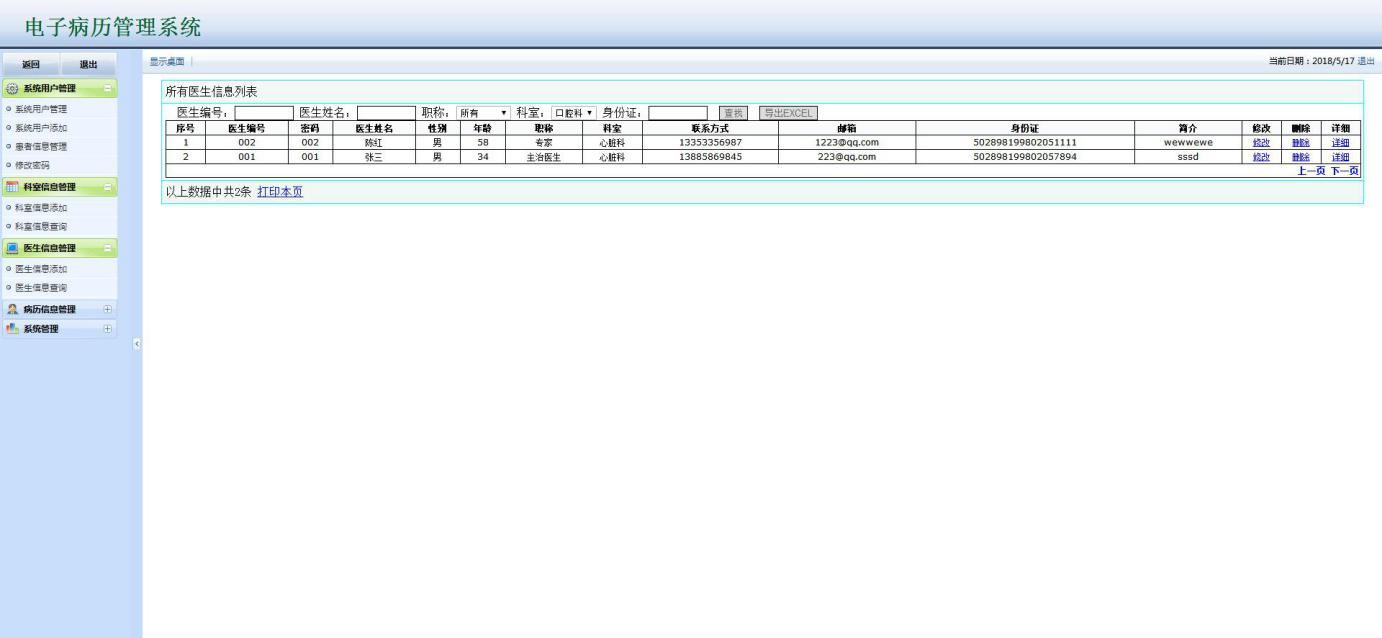 电子病历管理系统
返回 退出
显示桌面
当前日期：2018/5/17 退出
系统用户管理
系统用户管理
系统用户添加
患者信息管理
修改密码
科室信息管理
科室信息添加
科室信息查询
医生信息管理
医生信息添加
医生信息查询
病历信息管理
系统管理
所有医生信息列表
医生编号： 医生姓名： 职称： 所有 科室： 口腔科 身份证： 查找 导出EXCEL
序号 医生编号 密码 医生姓名 性别 年龄 职称 科室 联系方式 邮箱 身份证 简介 修改 删除 详细
1 002 002 陈红 男 58 专家 心脏科 13353356987 1223@qq.com 502898199802051111 wewwewe 修改 删除 详细
2 001 001 张三 男 34 主治医生 心脏科 13885869845 223@qq.com 502898199802057894 sssd 修改 删除 详细
上一页 下一页
以上数据中共2条 打印本页